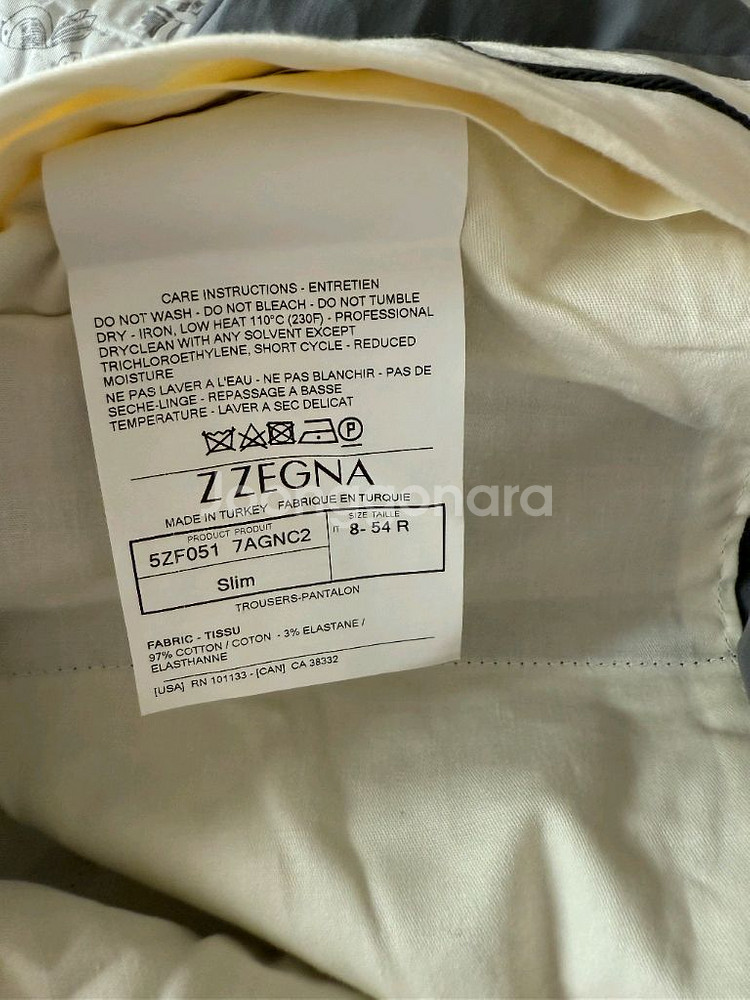 CARE INSTRUCTIONS - ENTRETIEN
DO NOT WASH - DO NOT BLEACH - DO NOT TUMBLE
DRY - IRON, LOW HEAT 110°C (230F) - PROFESSIONAL
DRYCLEAN WITH ANY SOLVENT EXCEPT
TRICHLOROETHYLENE, SHORT CYCLE - REDUCED
MOISTURE
NE PAS LAVER A L'EAU - NE PAS BLANCHIR - PAS DE
SECHE-LINGE - REPASSAGE A BASSE
TEMPERATURE - LAVER A SEC DELICAT
P
Z ZEGNA
MADE IN TURKEY FABRIQUE EN TURQUIE
PRODUCT PRODUIT
5ZF051 7AGNC2
SIZE TAILLE
IT 8- 54 R
Slim
TROUSERS-PANTALON
FABRIC - TISSU
97% COTTON / COTON - 3% ELASTANE /
ELASTHANNE
[USA] RN 101133 - [CAN] CA 38332